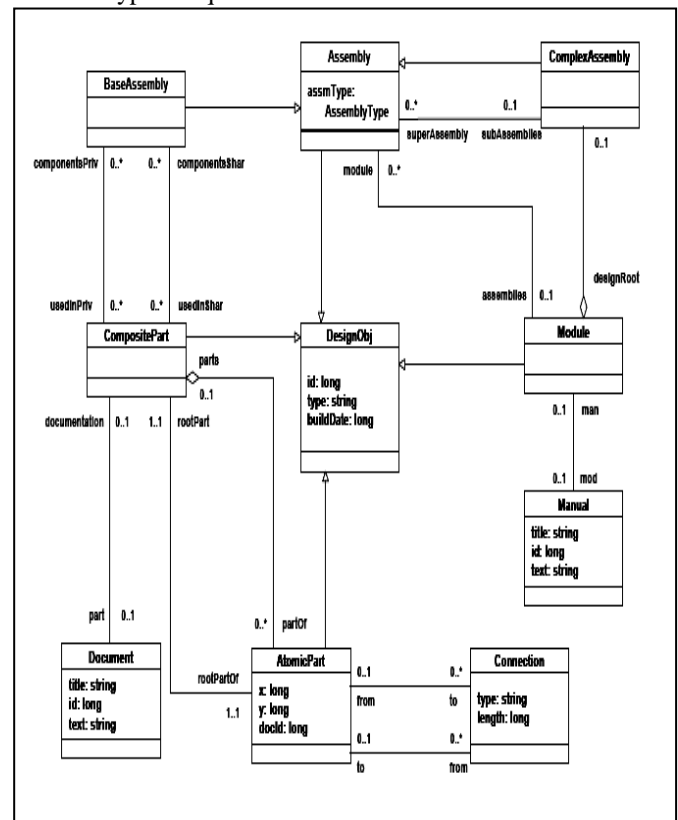 Assembly
ComplexAssembly
BaseAssembly
assmType:
AssemblyType
0..*
0..1
superAssembly
subAssemblies
componentsPriv
0..*
0..*
componentsShar
module
0..*
0..1
designRoot
usedInPriv
0..*
0..*
usedInShar
assemblies
0..1
CompositePart
DesignObj
Module
parts
0..1
id: long
type: string
buildDate: long
documentation
0..1
1..1
rootPart
0..1
man
0..1
mod
Manual
title: string
id: long
text: string
part
0..1
0..*
partOf
Document
title: string
id: long
text: string
rootPartOf
1..1
AtomicPart
x: long
y: long
docId: long
0..1
0..*
from
to
0..1
0..*
to
from
Connection
type: string
length: long